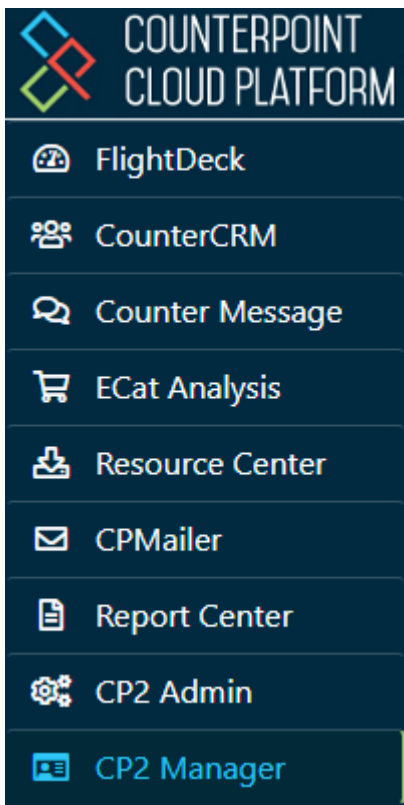 COUNTERPOINT
CLOUD PLATFORM
FlightDeck
CounterCRM
Counter Message
ECat Analysis
Resource Center
CPMailer
Report Center
CP2 Admin
CP2 Manager